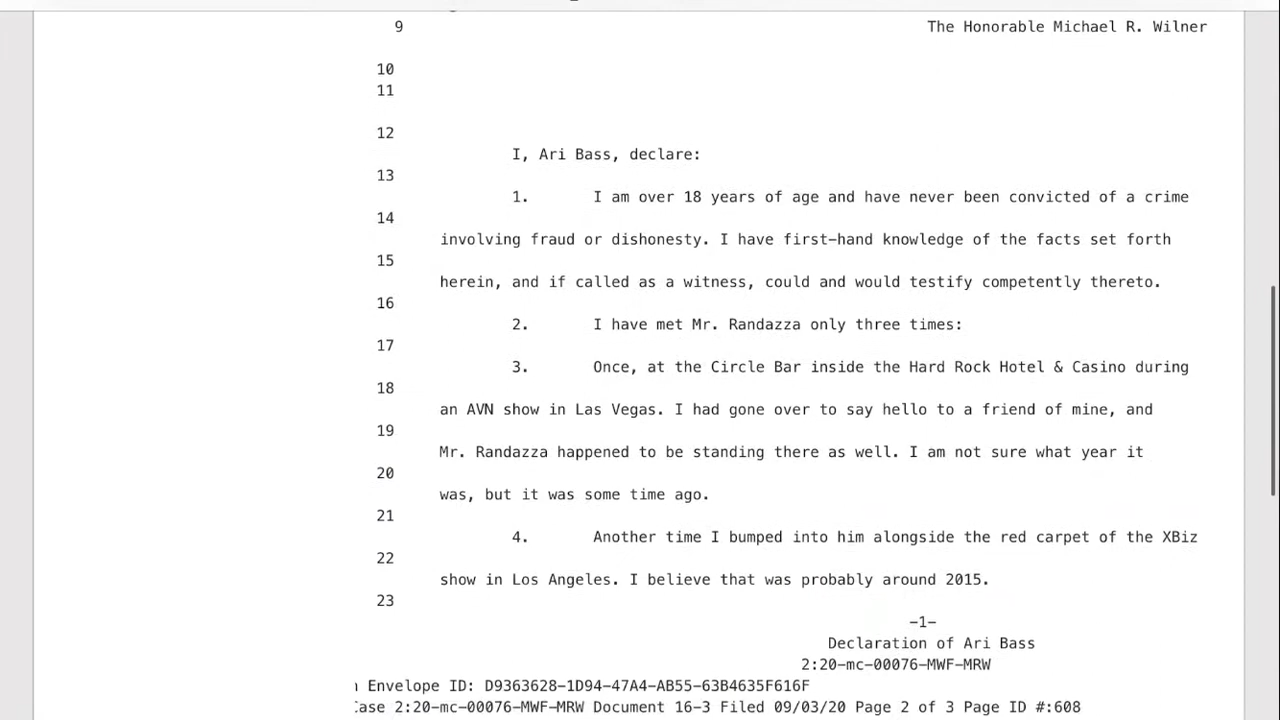 9 The Honorable Michael R. Wilner
10
11
12
I, Ari Bass, declare:
13
1. I am over 18 years of age and have never been convicted of a crime
14
involving fraud or dishonesty. I have first-hand knowledge of the facts set forth
15
herein, and if called as a witness, could and would testify competently thereto.
16
2. I have met Mr. Randazza only three times:
17
3. Once, at the Circle Bar inside the Hard Rock Hotel & Casino during
18
an AVN show in Las Vegas. I had gone over to say hello to a friend of mine, and
19
Mr. Randazza happened to be standing there as well. I am not sure what year it
20
was, but it was some time ago.
21
4. Another time I bumped into him alongside the red carpet of the XBiz
22
show in Los Angeles. I believe that was probably around 2015.
23
-1-
Declaration of Ari Bass
2:20-mc-00076-MWF-MRW
Envelope ID: D9363628-1D94-47A4-AB55-63B4635F616F
ase 2:20-mc-00076-MWF-MRW Document 16-3 Filed 09/03/20 Page 2 of 3 Page ID #:608